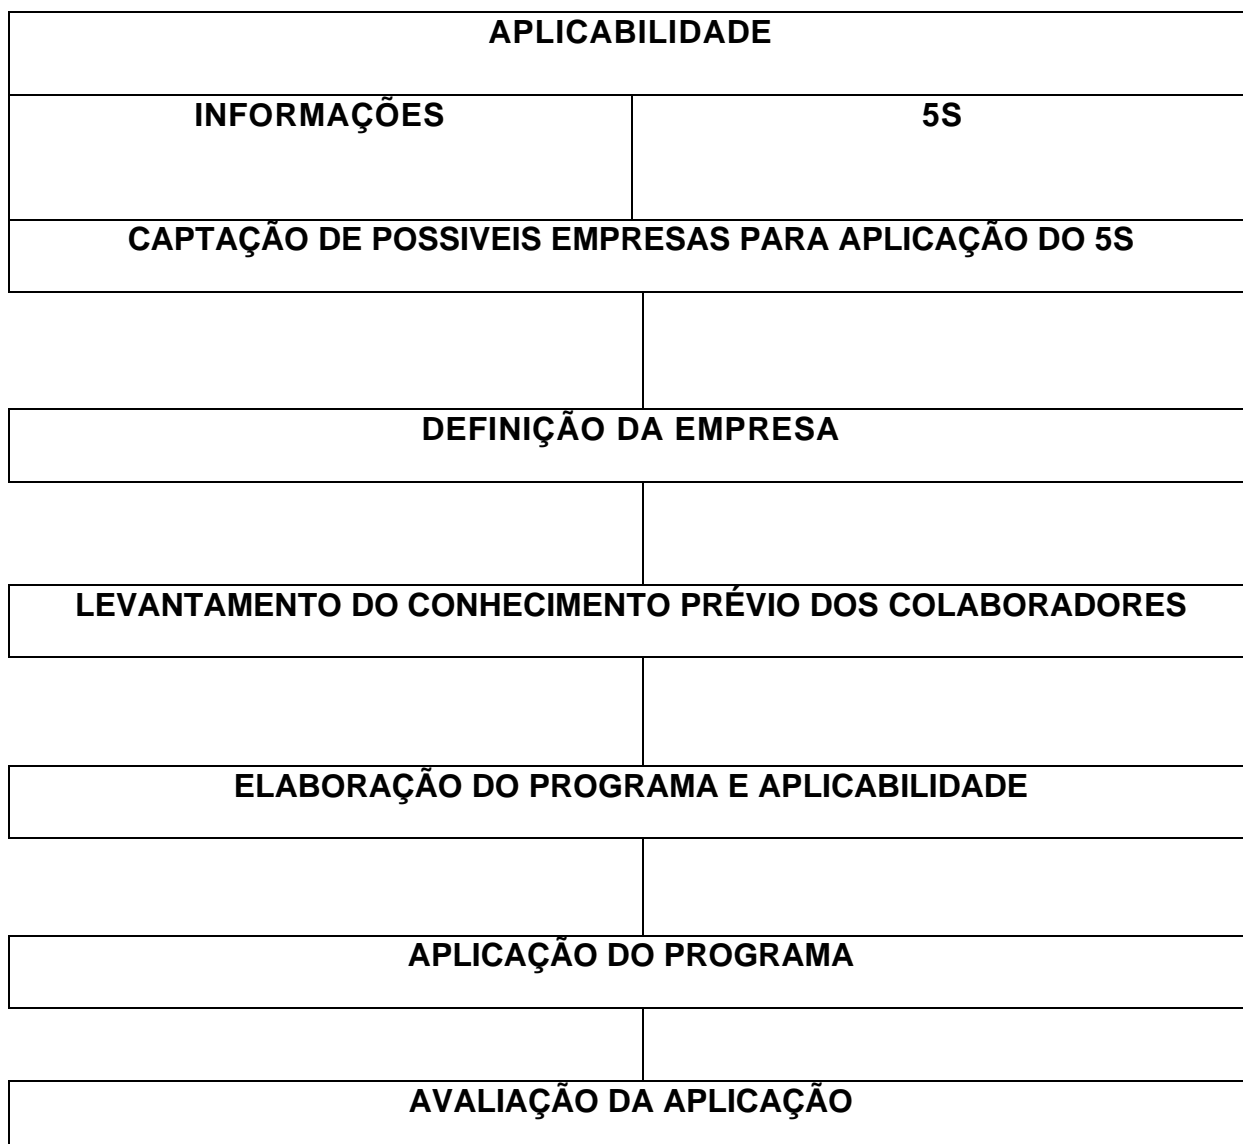 APLICABILIDADE
INFORMAÇÕES
5S
CAPTAÇÃO DE POSSIVEIS EMPRESAS PARA APLICAÇÃO DO 5S
DEFINIÇÃO DA EMPRESA
LEVANTAMENTO DO CONHECIMENTO PRÉVIO DOS COLABORADORES
ELABORAÇÃO DO PROGRAMA E APLICABILIDADE
APLICAÇÃO DO PROGRAMA
AVALIAÇÃO DA APLICAÇÃO